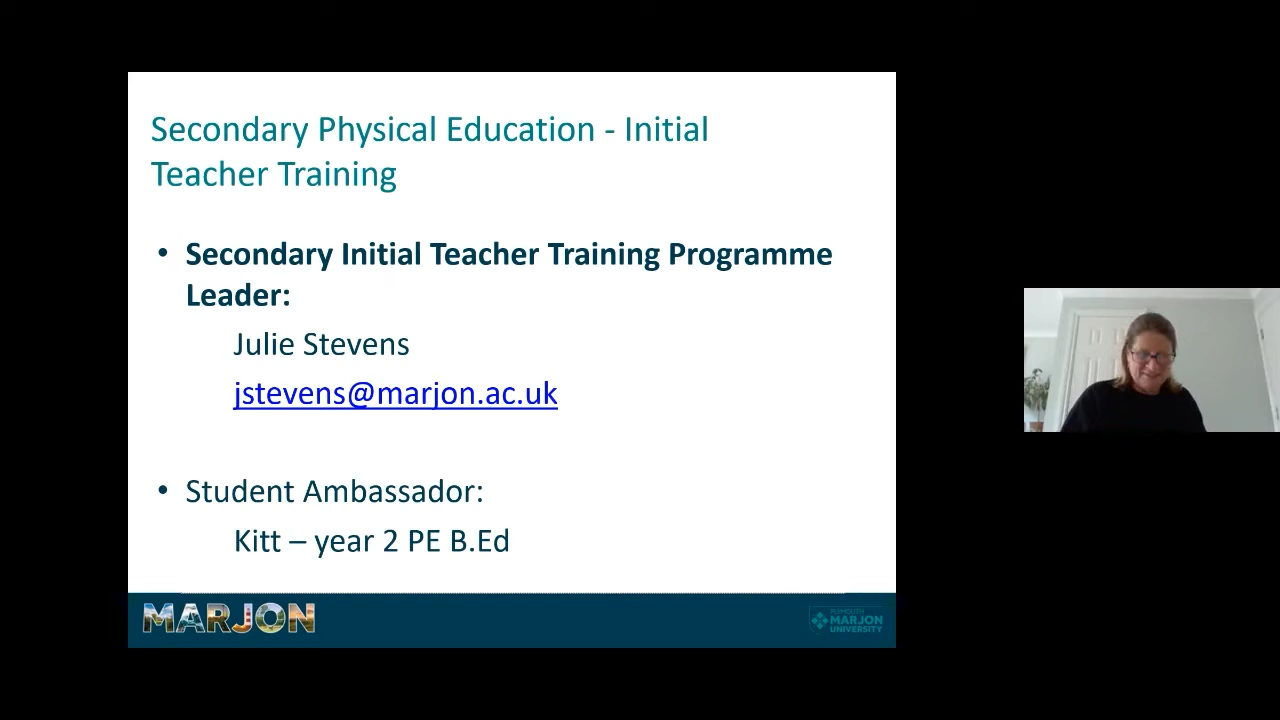 Secondary Physical Education - Initial
Teacher Training
• Secondary Initial Teacher Training Programme
Leader:
Julie Stevens
jstevens@marjon.ac.uk
• Student Ambassador:
Kitt – year 2 PE B.Ed
MARJON
PLYMOUTH
MARJON
UNIVERSITY